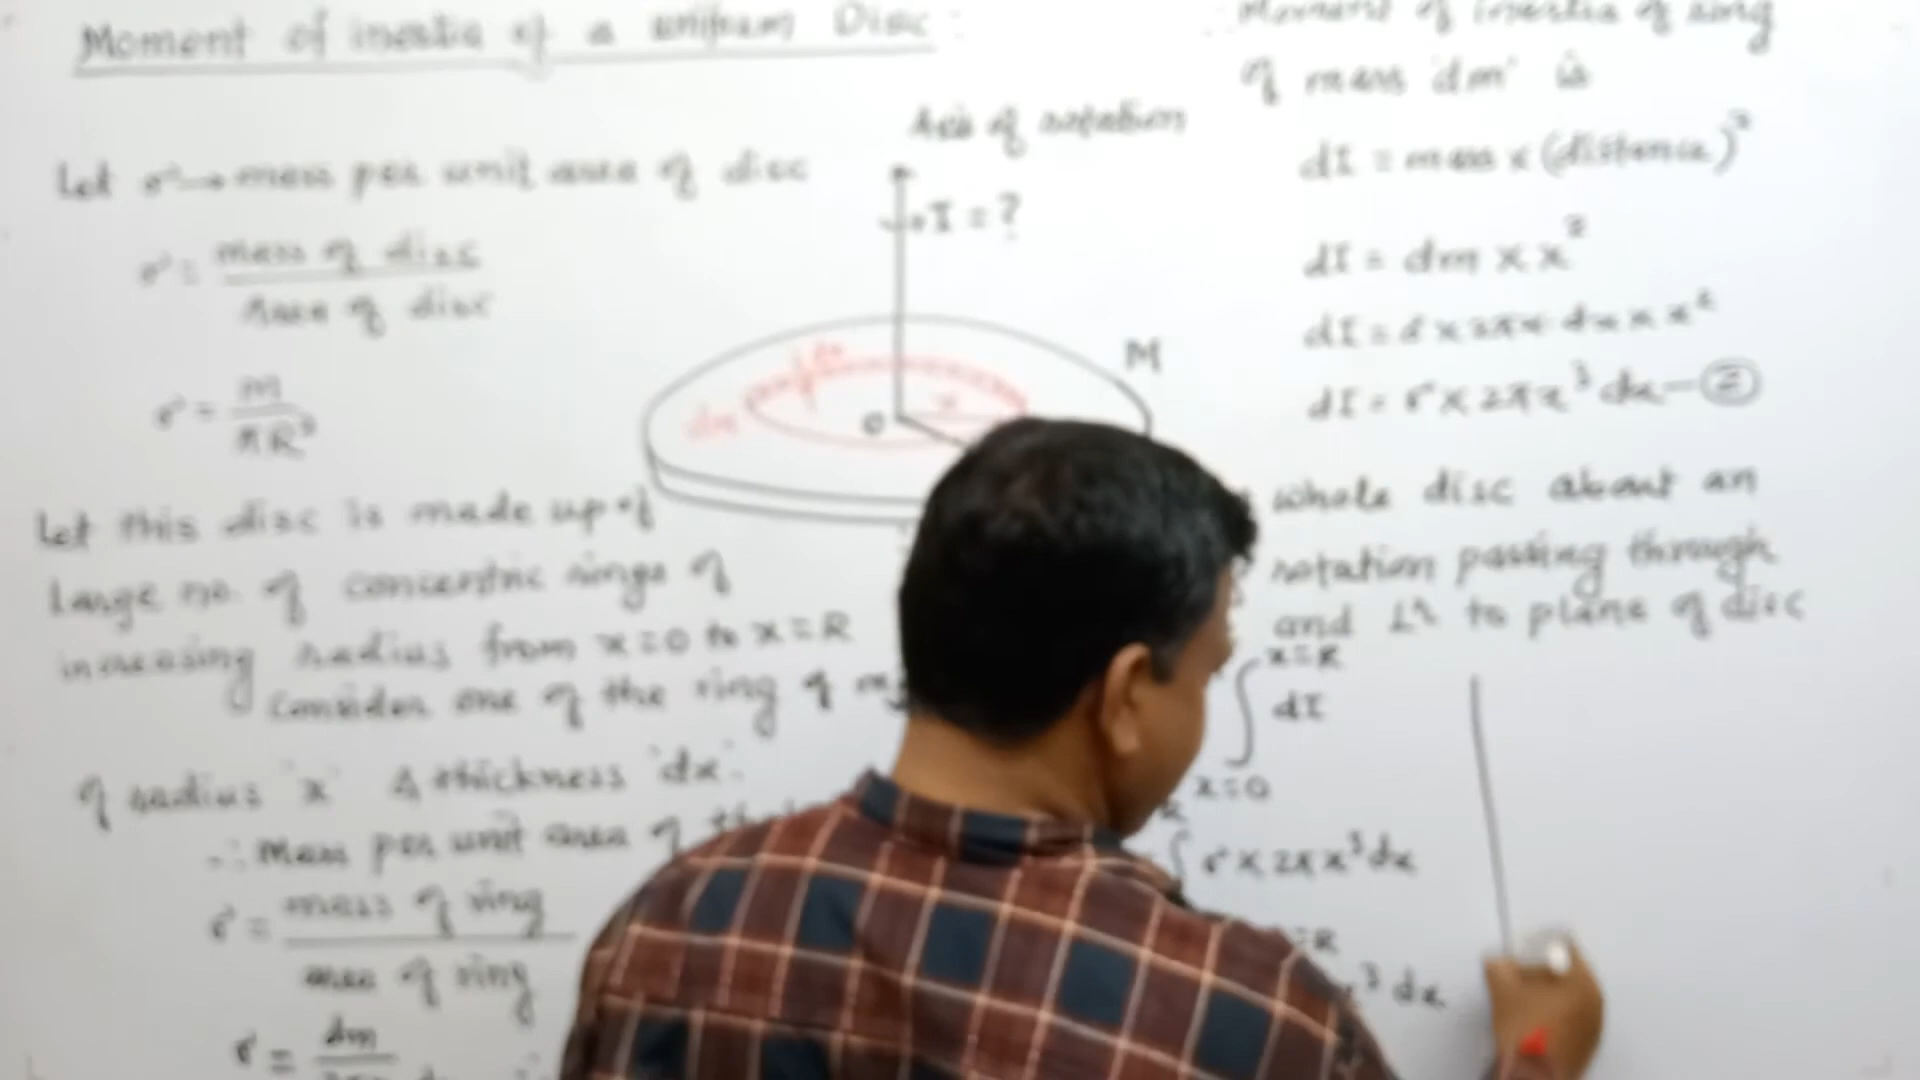 Moment of inertia of a uniform Disc :
Let σ → mass per unit area of disc
σ = mass of disc
Area of disc
σ = M
πR²
Let this disc is made up of
large no. of concentric rings of
increasing radius from x=0 to x=R
Consider one of the ring of
of radius 'x' & thickness 'dx'.
∴ Mass per unit area of
σ = mass of ring
area of ring
σ = dm
Axis of rotation
I = ?
M
dx
dm
x
O
Moment of inertia of ring
of mass 'dm' is
dI = mass x (distance)²
dI = dm x x²
dI = σ x 2πx dx x x²
dI = σ x 2πx³ dx — ②
whole disc about an
rotation passing through
and ⊥r to plane of disc
x=R
∫ dI
x=0
∫ σ x 2πx³dx
=R
x³ dx